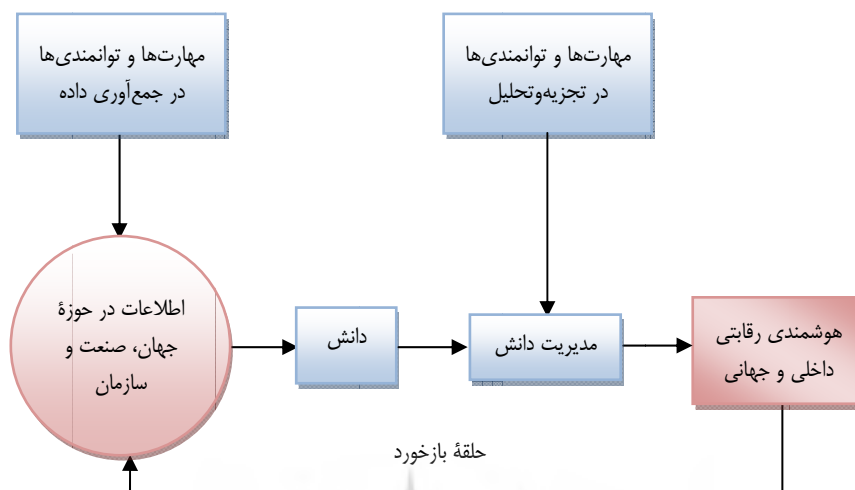 مهارت‌ها و توانمندی‌ها
در جمع‌آوری داده
مهارت‌ها و توانمندی‌ها
در تجزیه‌وتحلیل
اطلاعات در حوزهٔ
جهان، صنعت و
سازمان
دانش
مدیریت دانش
هوشمندی رقابتی
داخلی و جهانی
حلقهٔ بازخورد